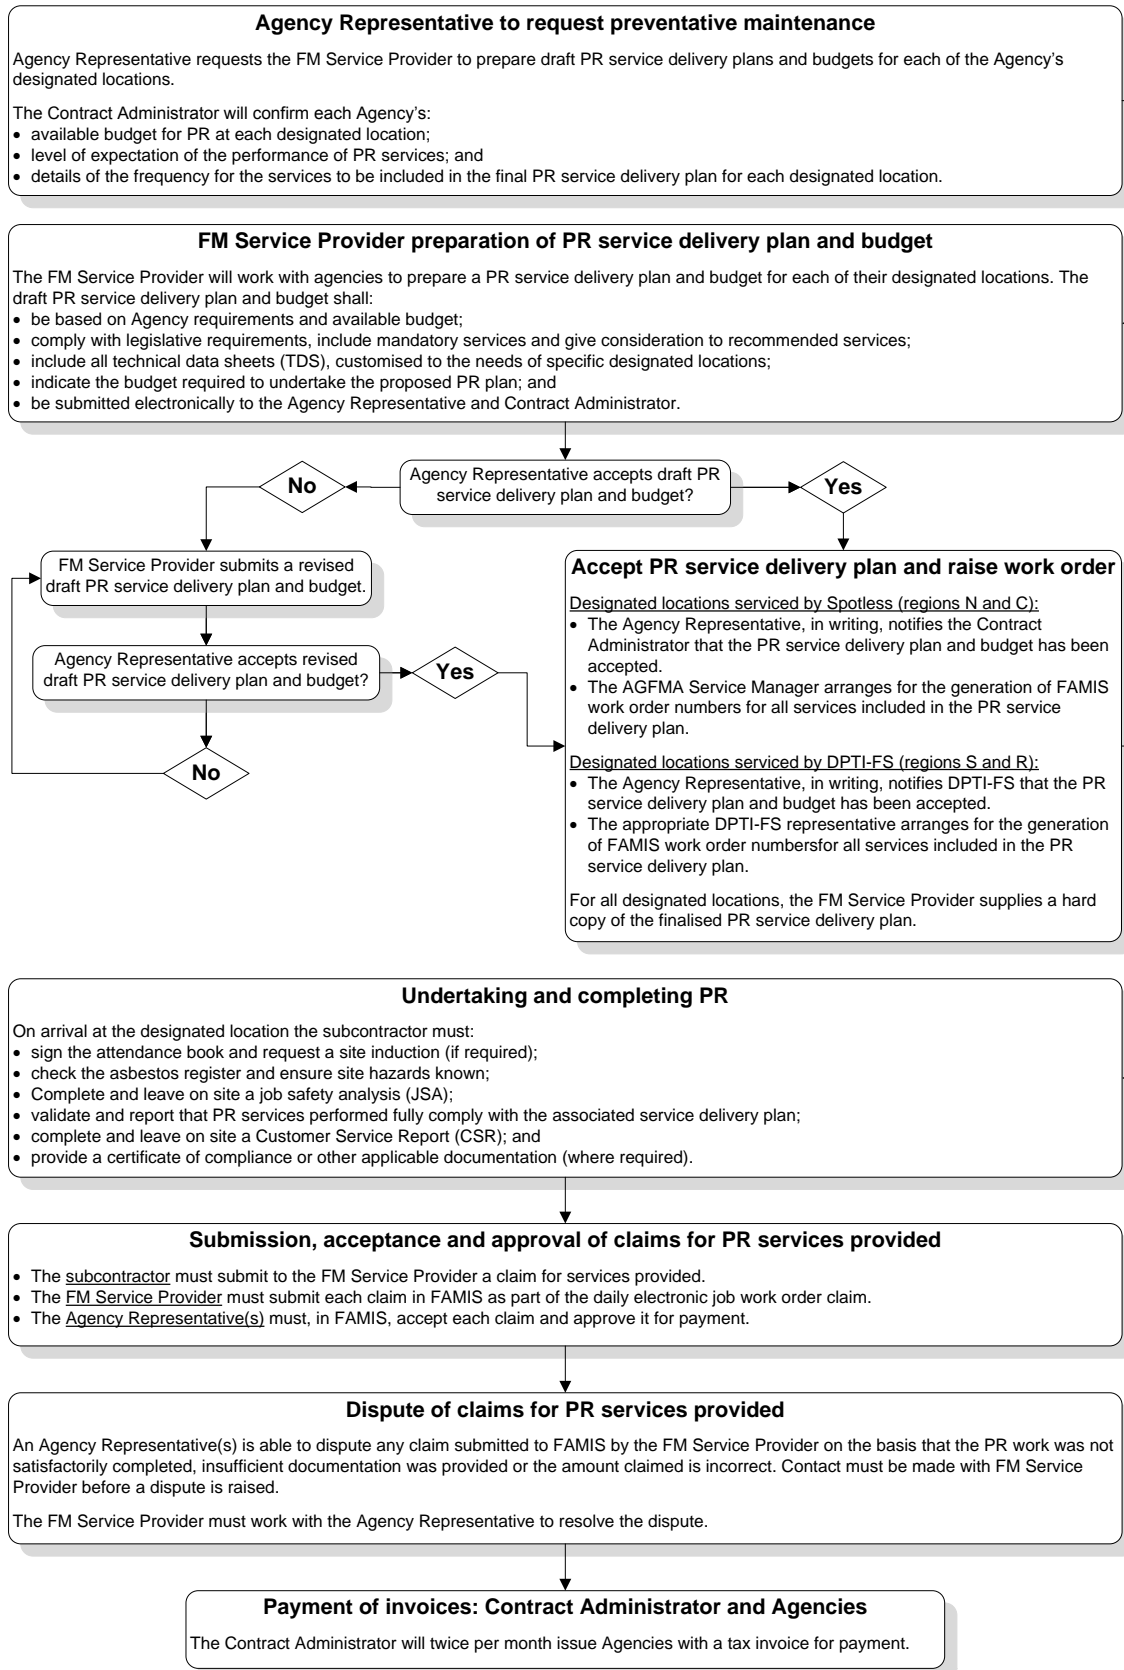 Agency Representative to request preventative maintenance
Agency Representative requests the FM Service Provider to prepare draft PR service delivery plans and budgets for each of the Agency's
designated locations.
The Contract Administrator will confirm each Agency's:
• available budget for PR at each designated location;
• level of expectation of the performance of PR services; and
• details of the frequency for the services to be included in the final PR service delivery plan for each designated location.
FM Service Provider preparation of PR service delivery plan and budget
The FM Service Provider will work with agencies to prepare a PR service delivery plan and budget for each of their designated locations. The
draft PR service delivery plan and budget shall:
• be based on Agency requirements and available budget;
• comply with legislative requirements, include mandatory services and give consideration to recommended services;
• include all technical data sheets (TDS), customised to the needs of specific designated locations;
• indicate the budget required to undertake the proposed PR plan; and
• be submitted electronically to the Agency Representative and Contract Administrator.
No
Agency Representative accepts draft PR
service delivery plan and budget?
Yes
FM Service Provider submits a revised
draft PR service delivery plan and budget.
Agency Representative accepts revised
draft PR service delivery plan and budget?
Yes
No
Accept PR service delivery plan and raise work order
Designated locations serviced by Spotless (regions N and C):
• The Agency Representative, in writing, notifies the Contract
Administrator that the PR service delivery plan and budget has been
accepted.
• The AGFMA Service Manager arranges for the generation of FAMIS
work order numbers for all services included in the PR service
delivery plan.
Designated locations serviced by DPTI-FS (regions S and R):
• The Agency Representative, in writing, notifies DPTI-FS that the PR
service delivery plan and budget has been accepted.
• The appropriate DPTI-FS representative arranges for the generation
of FAMIS work order numbersfor all services included in the PR
service delivery plan.
For all designated locations, the FM Service Provider supplies a hard
copy of the finalised PR service delivery plan.
Undertaking and completing PR
On arrival at the designated location the subcontractor must:
• sign the attendance book and request a site induction (if required);
• check the asbestos register and ensure site hazards known;
• Complete and leave on site a job safety analysis (JSA);
• validate and report that PR services performed fully comply with the associated service delivery plan;
• complete and leave on site a Customer Service Report (CSR); and
• provide a certificate of compliance or other applicable documentation (where required).
Submission, acceptance and approval of claims for PR services provided
• The subcontractor must submit to the FM Service Provider a claim for services provided.
• The FM Service Provider must submit each claim in FAMIS as part of the daily electronic job work order claim.
• The Agency Representative(s) must, in FAMIS, accept each claim and approve it for payment.
Dispute of claims for PR services provided
An Agency Representative(s) is able to dispute any claim submitted to FAMIS by the FM Service Provider on the basis that the PR work was not
satisfactorily completed, insufficient documentation was provided or the amount claimed is incorrect. Contact must be made with FM Service
Provider before a dispute is raised.
The FM Service Provider must work with the Agency Representative to resolve the dispute.
Payment of invoices: Contract Administrator and Agencies
The Contract Administrator will twice per month issue Agencies with a tax invoice for payment.